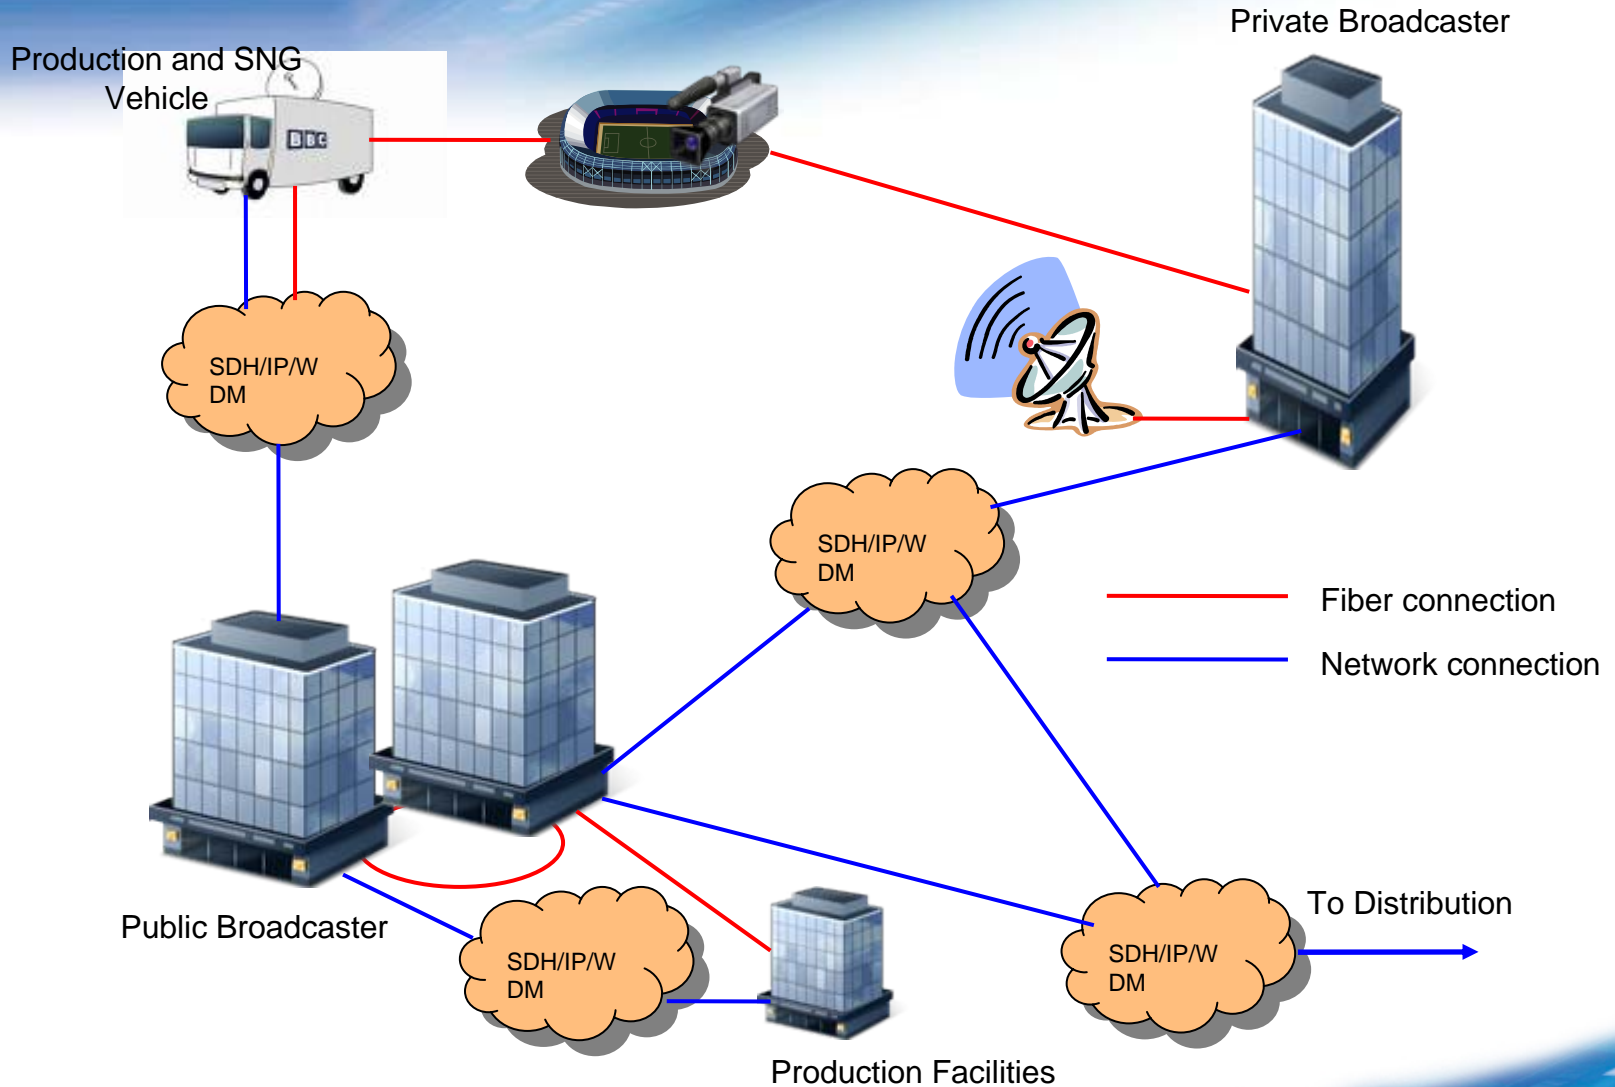 Private Broadcaster
Production and SNG
Vehicle
BBC
SDH/IP/W
DM
SDH/IP/W
DM
Fiber connection
Network connection
To Distribution
Public Broadcaster
SDH/IP/W
DM
SDH/IP/W
DM
Production Facilities